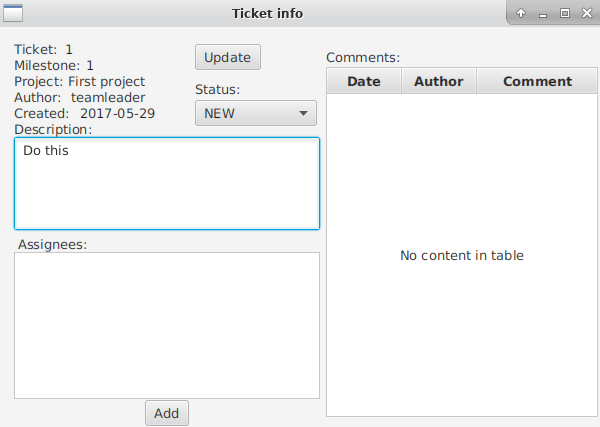 Ticket info
Ticket: 1
Milestone: 1
Project: First project
Author: teamleader
Created: 2017-05-29
Description:
Do this
Update
Status:
NEW
Assignees:
Add
Comments:
Date Author Comment
No content in table